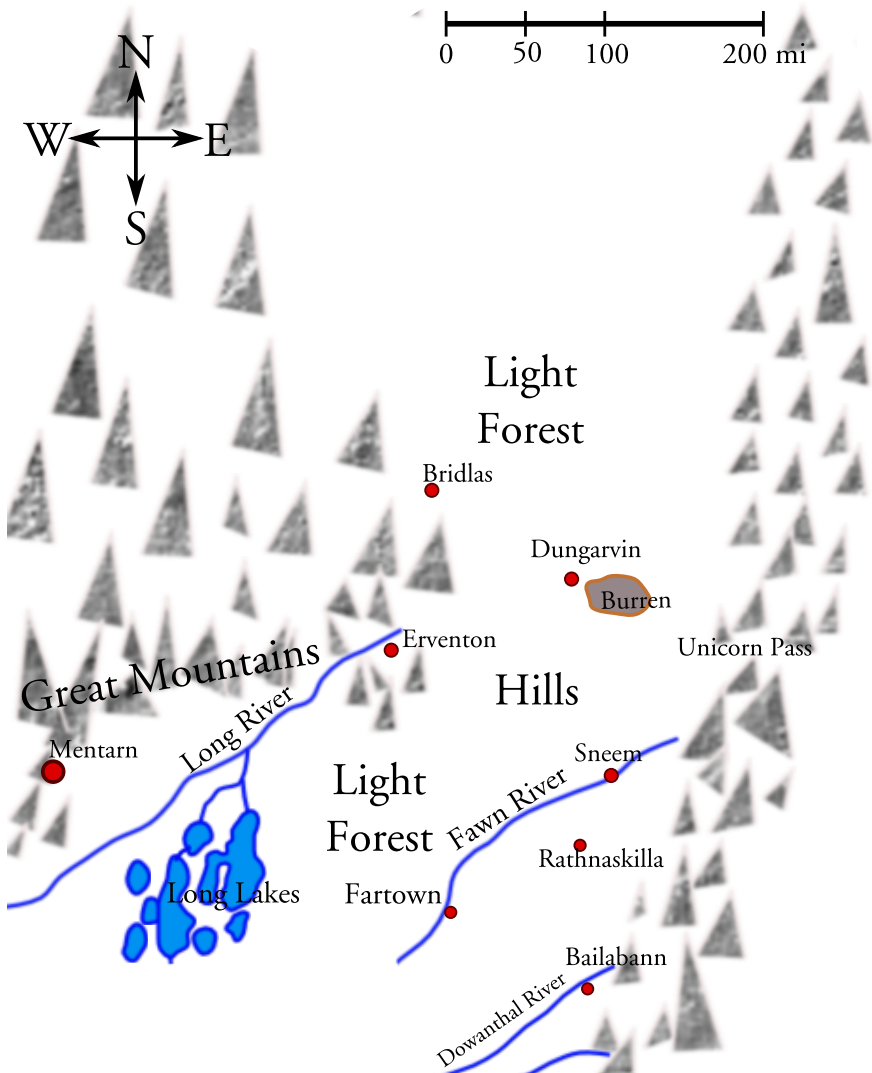 N
W
E
S
0 50 100 200 mi
Light
Forest
Bridlas
Dungarvin
Burren
Erventon
Unicorn Pass
Great Mountains
Hills
Long River
Mentarn
Sneem
Light
Forest
Fawn River
Rathnaskilla
Long Lakes
Fartown
Bailabann
Dowanthal River